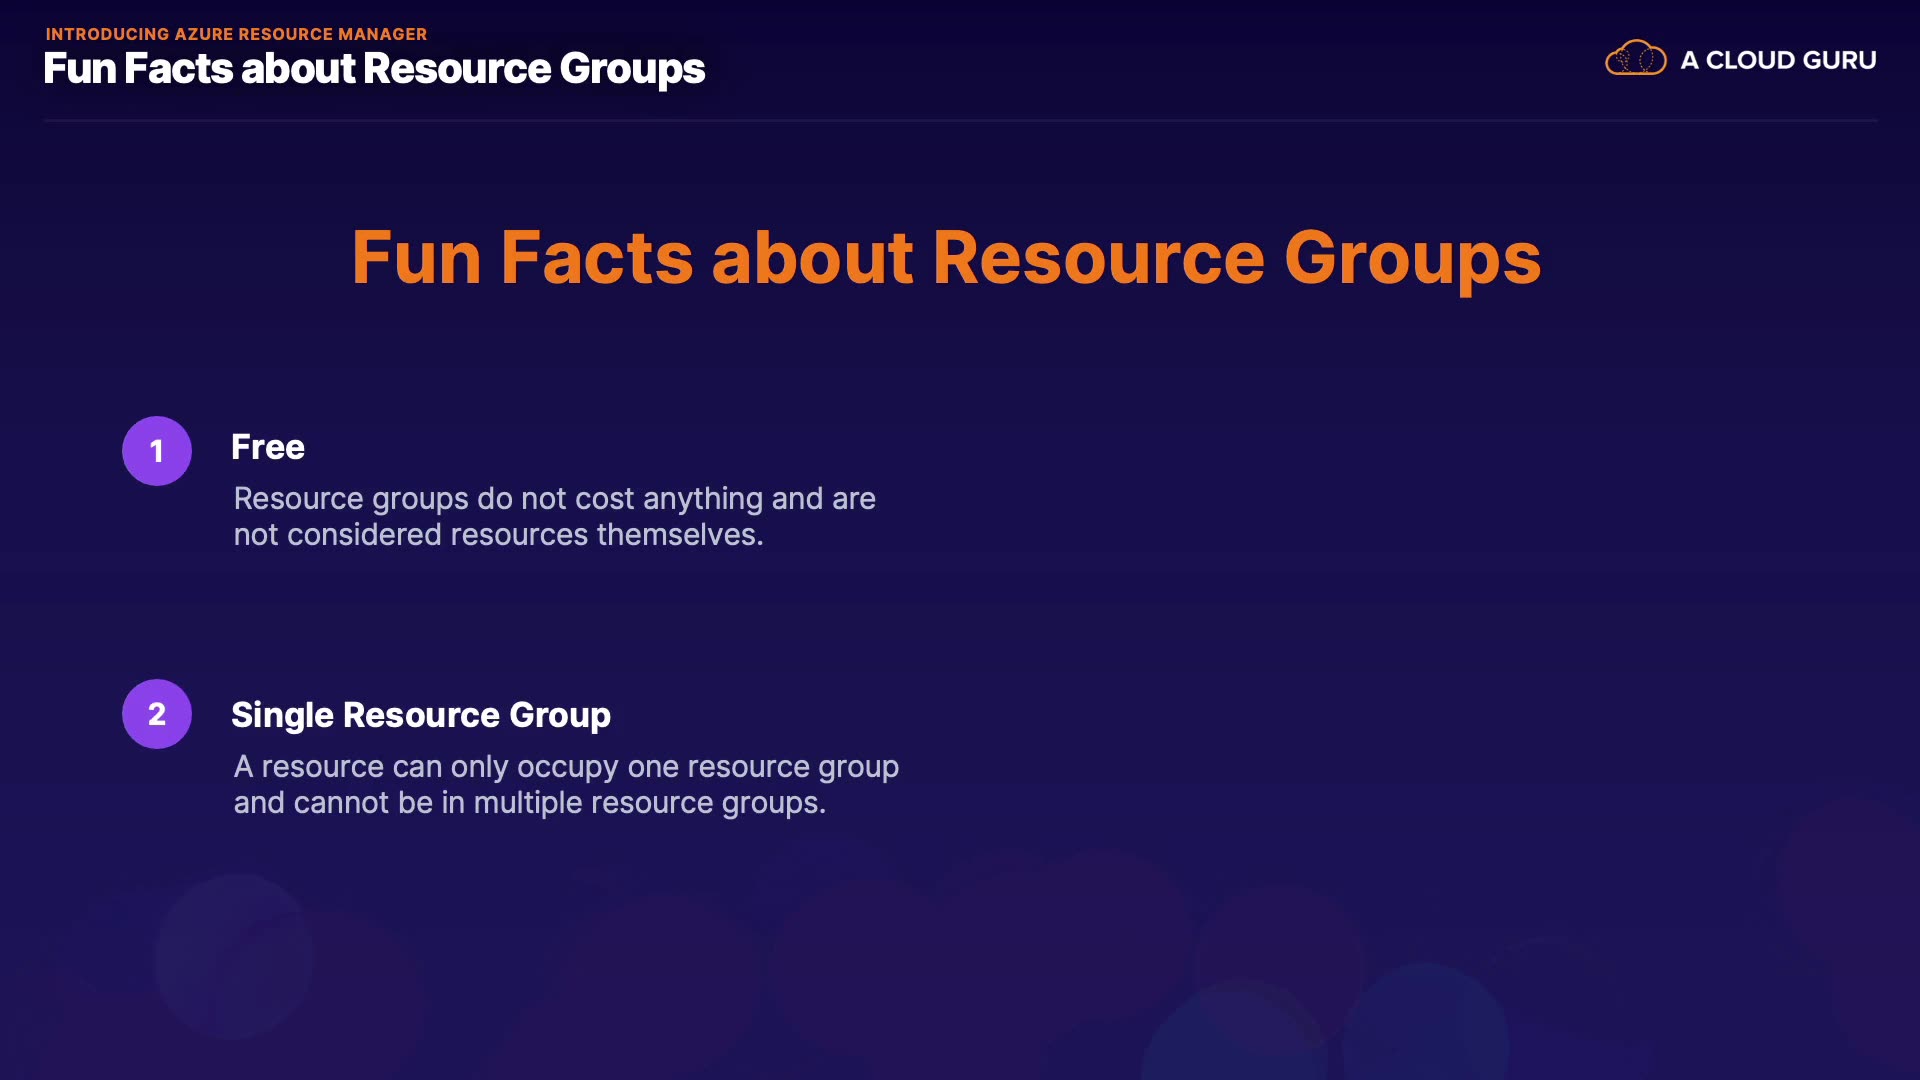 INTRODUCING AZURE RESOURCE MANAGER
Fun Facts about Resource Groups
A CLOUD GURU
Fun Facts about Resource Groups
1
Free
Resource groups do not cost anything and are
not considered resources themselves.
2
Single Resource Group
A resource can only occupy one resource group
and cannot be in multiple resource groups.